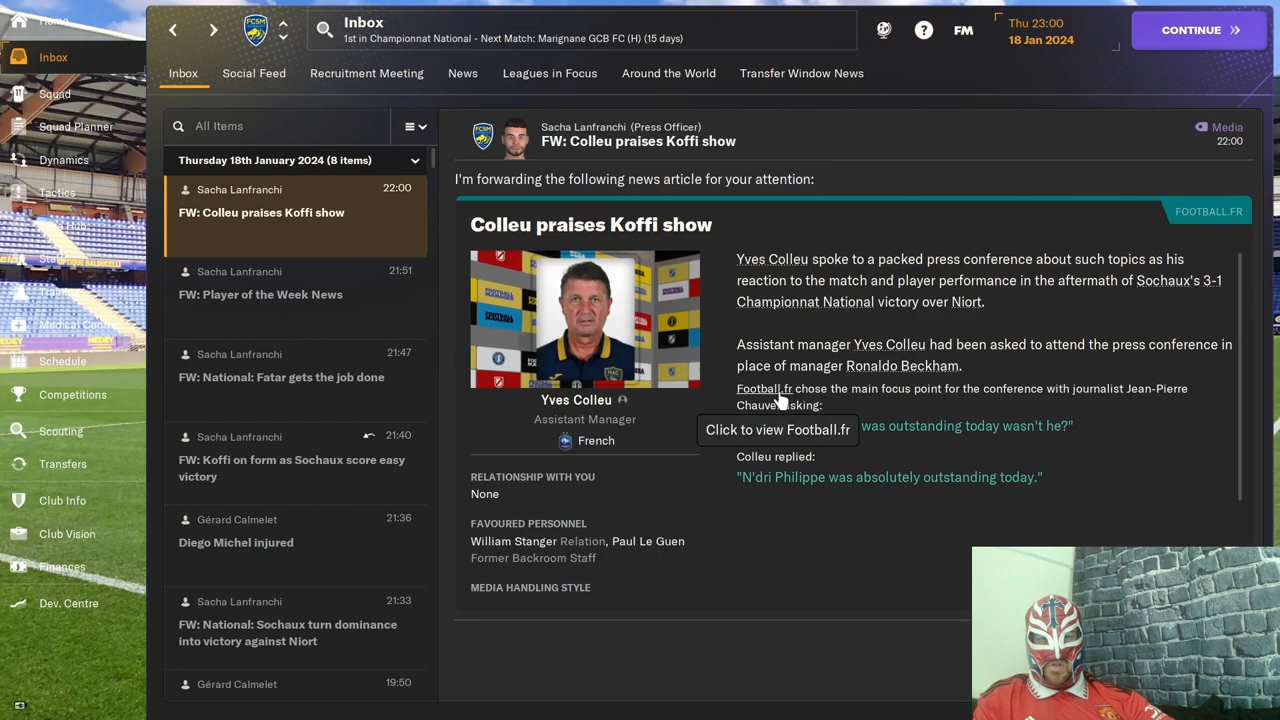 Home
Inbox
Squad
Squad Planner
Dynamics
Tactics
Medical Centre
Schedule
Competitions
Scouting
Transfers
Club Info
Club Vision
Finances
Dev. Centre
FCSM
Inbox
1st in Championnat National - Next Match: Marignane GCB FC (H) (15 days)
FM
Thu 23:00
18 Jan 2024
CONTINUE
Inbox Social Feed Recruitment Meeting News Leagues in Focus Around the World Transfer Window News
All Items
Thursday 18th January 2024 (8 items)
Sacha Lanfranchi 22:00
FW: Colleu praises Koffi show
Sacha Lanfranchi 21:51
FW: Player of the Week News
Sacha Lanfranchi 21:47
FW: National: Fatar gets the job done
Sacha Lanfranchi 21:40
FW: Koffi on form as Sochaux score easy
victory
Gérard Calmelet 21:36
Diego Michel injured
Sacha Lanfranchi 21:33
FW: National: Sochaux turn dominance
into victory against Niort
Gérard Calmelet 19:50
Sacha Lanfranchi (Press Officer)
FW: Colleu praises Koffi show
Media
22:00
I'm forwarding the following news article for your attention:
FOOTBALL.FR
Colleu praises Koffi show
Yves Colleu
Assistant Manager
French
RELATIONSHIP WITH YOU
None
FAVOURED PERSONNEL
William Stanger Relation, Paul Le Guen
Former Backroom Staff
MEDIA HANDLING STYLE
Yves Colleu spoke to a packed press conference about such topics as his
reaction to the match and player performance in the aftermath of Sochaux's 3-1
Championnat National victory over Niort.
Assistant manager Yves Colleu had been asked to attend the press conference in
place of manager Ronaldo Beckham.
Football.fr chose the main focus point for the conference with journalist Jean-Pierre
asking:
Click to view Football.fr
was outstanding today wasn't he?"
Colleu replied:
"N'dri Philippe was absolutely outstanding today."